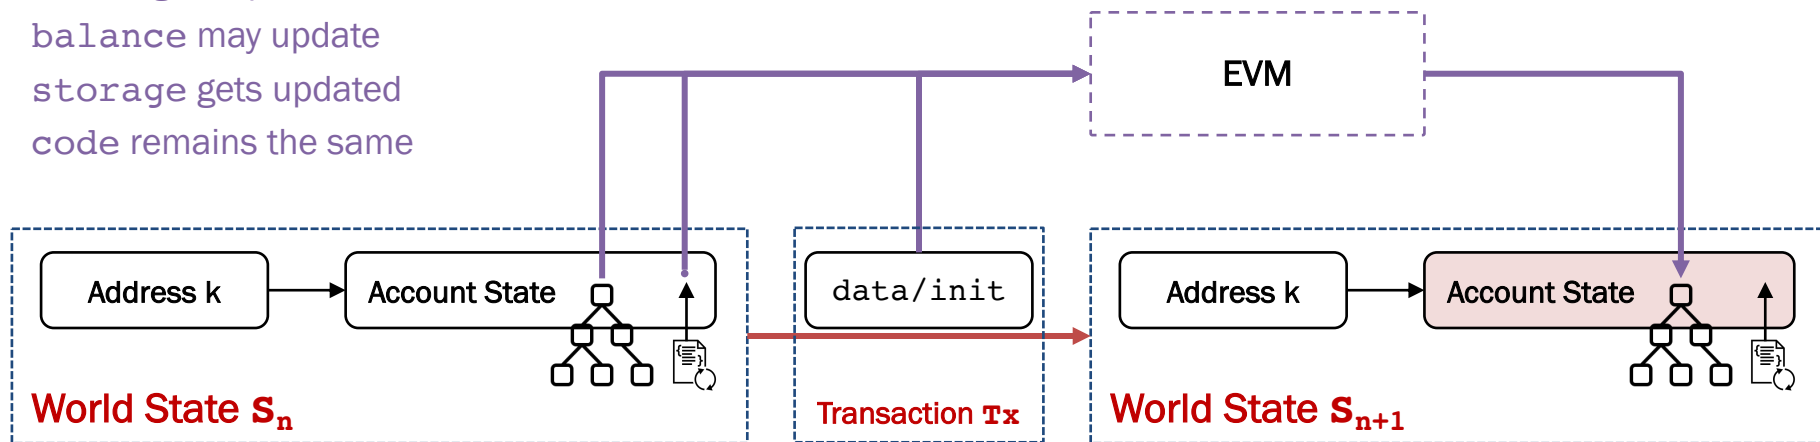 balance may update
storage gets updated
code remains the same
EVM
Address k
Account State
data/init
Address k
Account State
World State Sn
Transaction Tx
World State Sn+1